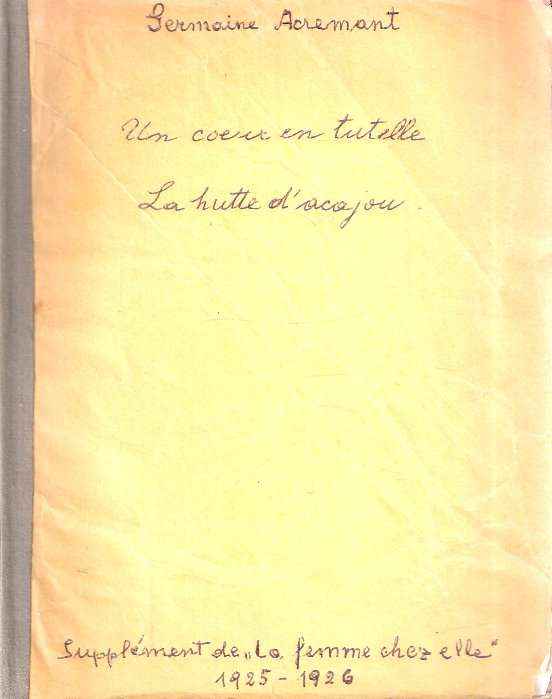 Germaine Acremant
Un coeur en tutelle
La hutte d'acajou.
Supplément de „La femme chez elle"
1925 - 1926